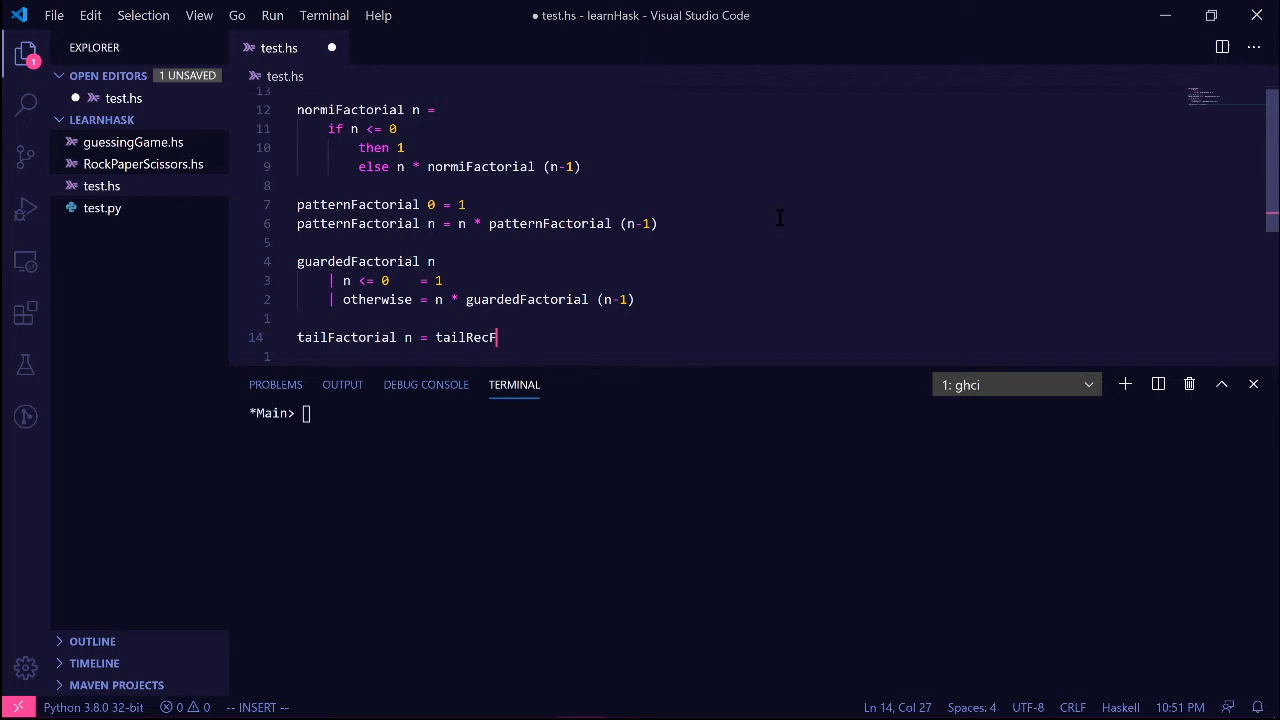 File Edit Selection View Go Run Terminal Help
● test.hs - learnHask - Visual Studio Code
EXPLORER
test.hs
OPEN EDITORS 1 UNSAVED
test.hs
test.hs
LEARNHASK
guessingGame.hs
RockPaperScissors.hs
test.hs
test.py
1
13
12 normiFactorial n =
11 if n <= 0
10 then 1
9 else n * normiFactorial (n-1)
8
7 patternFactorial 0 = 1
6 patternFactorial n = n * patternFactorial (n-1)
5
4 guardedFactorial n
3 | n <= 0 = 1
2 | otherwise = n * guardedFactorial (n-1)
1
14 tailFactorial n = tailRecF
1
PROBLEMS OUTPUT DEBUG CONSOLE TERMINAL
1: ghci
*Main>
OUTLINE
TIMELINE
MAVEN PROJECTS
Python 3.8.0 32-bit 0 0 -- INSERT --
Ln 14, Col 27 Spaces: 4 UTF-8 CRLF Haskell 10:51 PM